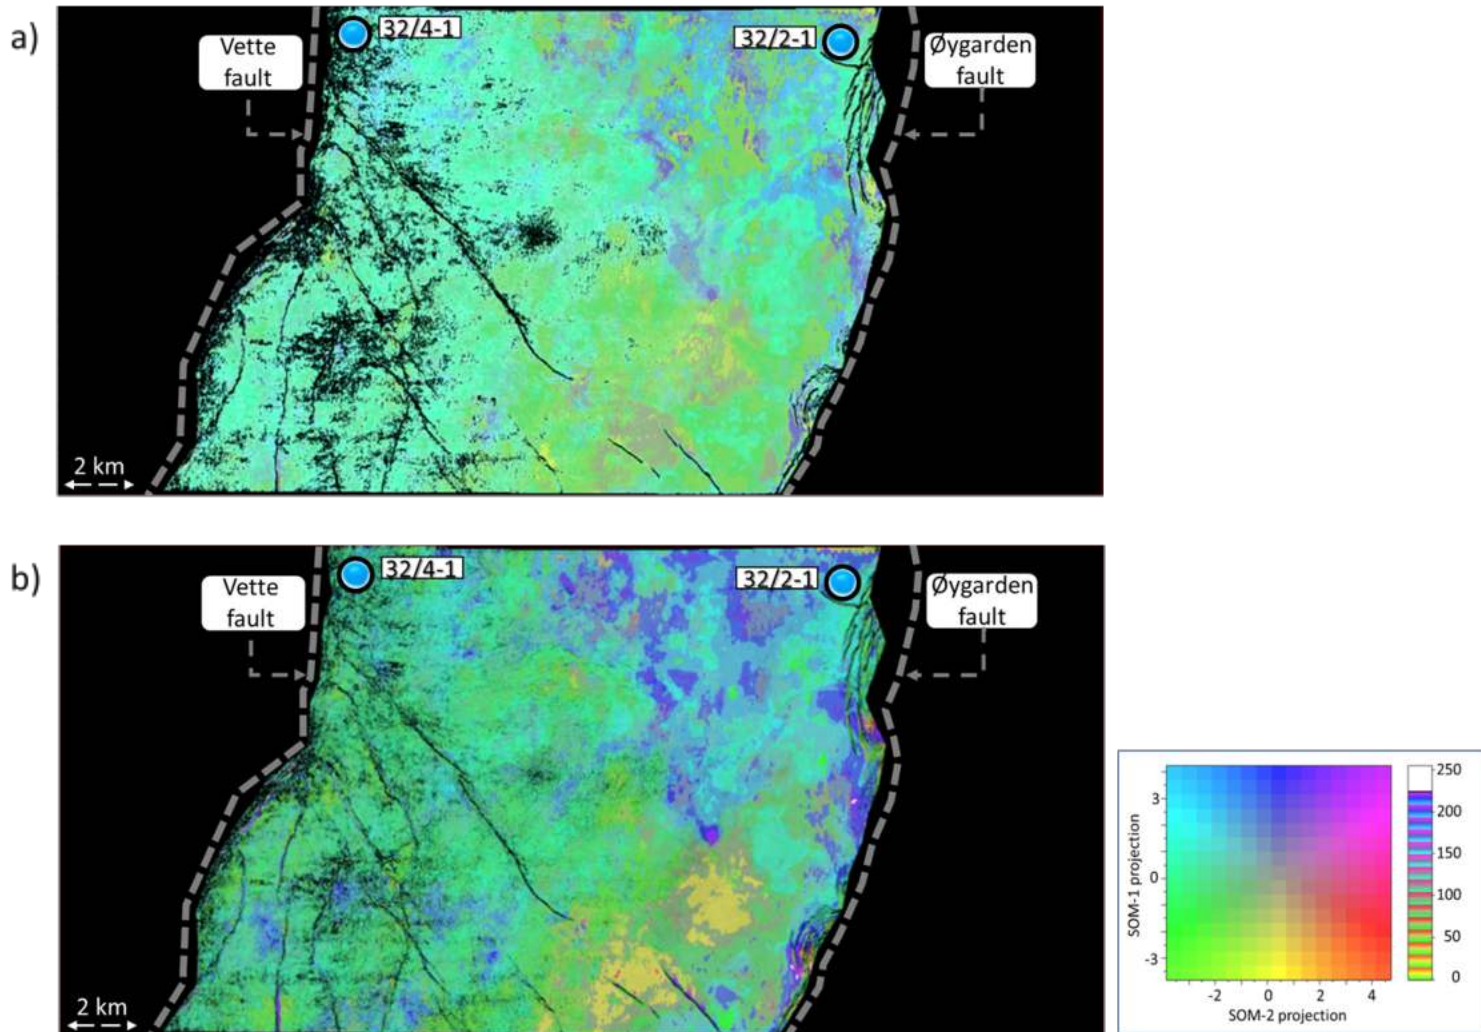 a)
Vette
fault
32/4-1
32/2-1
Øygarden
fault
2 km
b)
Vette
fault
32/4-1
32/2-1
Øygarden
fault
2 km
SOM-1 projection
3
0
-3
-2
0
2
4
SOM-2 projection
250
200
150
100
50
0